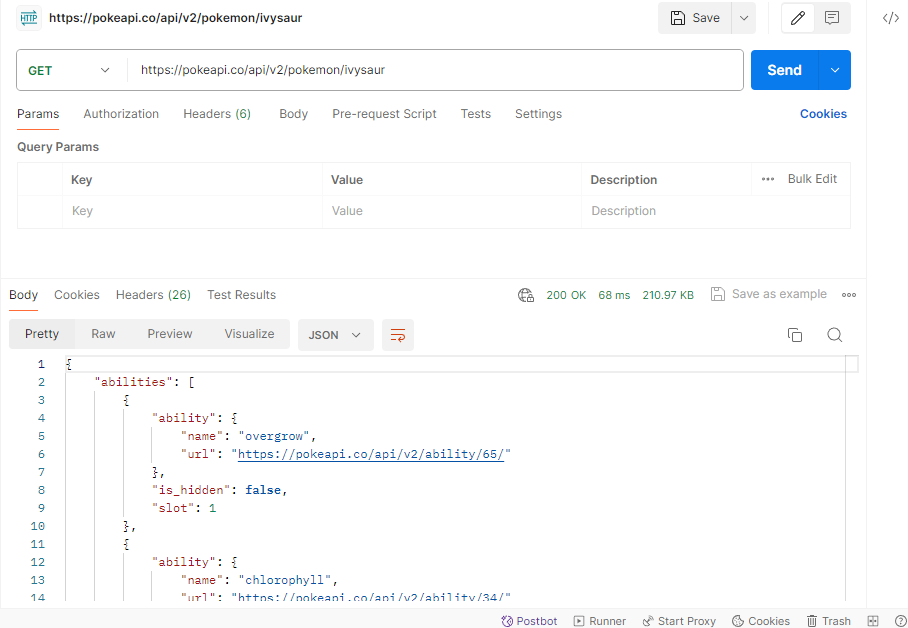 HTTP https://pokeapi.co/api/v2/pokemon/ivysaur Save </>
GET https://pokeapi.co/api/v2/pokemon/ivysaur Send
Params Authorization Headers (6) Body Pre-request Script Tests Settings Cookies
Query Params
Key Value Description ••• Bulk Edit
Key Value Description
Body Cookies Headers (26) Test Results 200 OK 68 ms 210.97 KB Save as example
Pretty Raw Preview Visualize JSON
1 {
2 "abilities": [
3 {
4 "ability": {
5 "name": "overgrow",
6 "url": "https://pokeapi.co/api/v2/ability/65/"
7 },
8 "is_hidden": false,
9 "slot": 1
10 },
11 {
12 "ability": {
13 "name": "chlorophyll",
14 "url": "https://pokeapi.co/api/v2/ability/34/"
Postbot Runner Start Proxy Cookies Trash